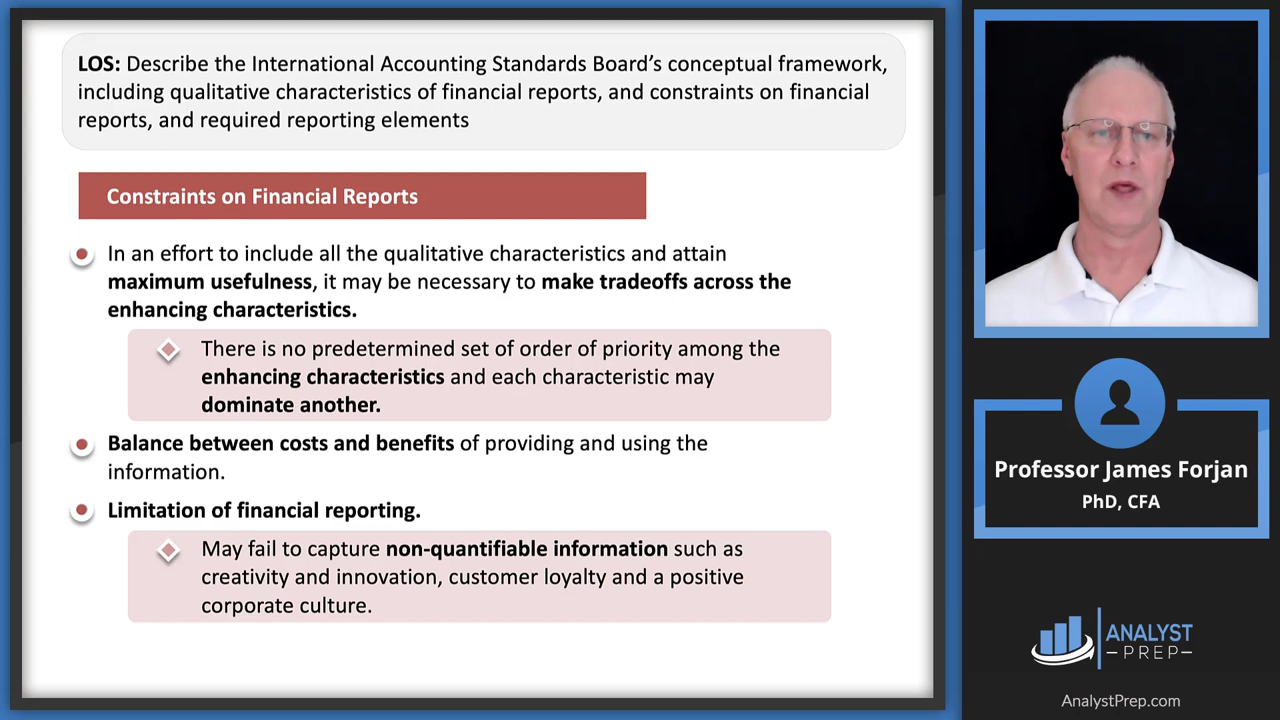 LOS: Describe the International Accounting Standards Board’s conceptual framework,
including qualitative characteristics of financial reports, and constraints on financial
reports, and required reporting elements
Constraints on Financial Reports
In an effort to include all the qualitative characteristics and attain
maximum usefulness, it may be necessary to make tradeoffs across the
enhancing characteristics.
There is no predetermined set of order of priority among the
enhancing characteristics and each characteristic may
dominate another.
Balance between costs and benefits of providing and using the
information.
Limitation of financial reporting.
May fail to capture non-quantifiable information such as
creativity and innovation, customer loyalty and a positive
corporate culture.
Professor James Forjan
PhD, CFA
ANALYST
PREP
AnalystPrep.com